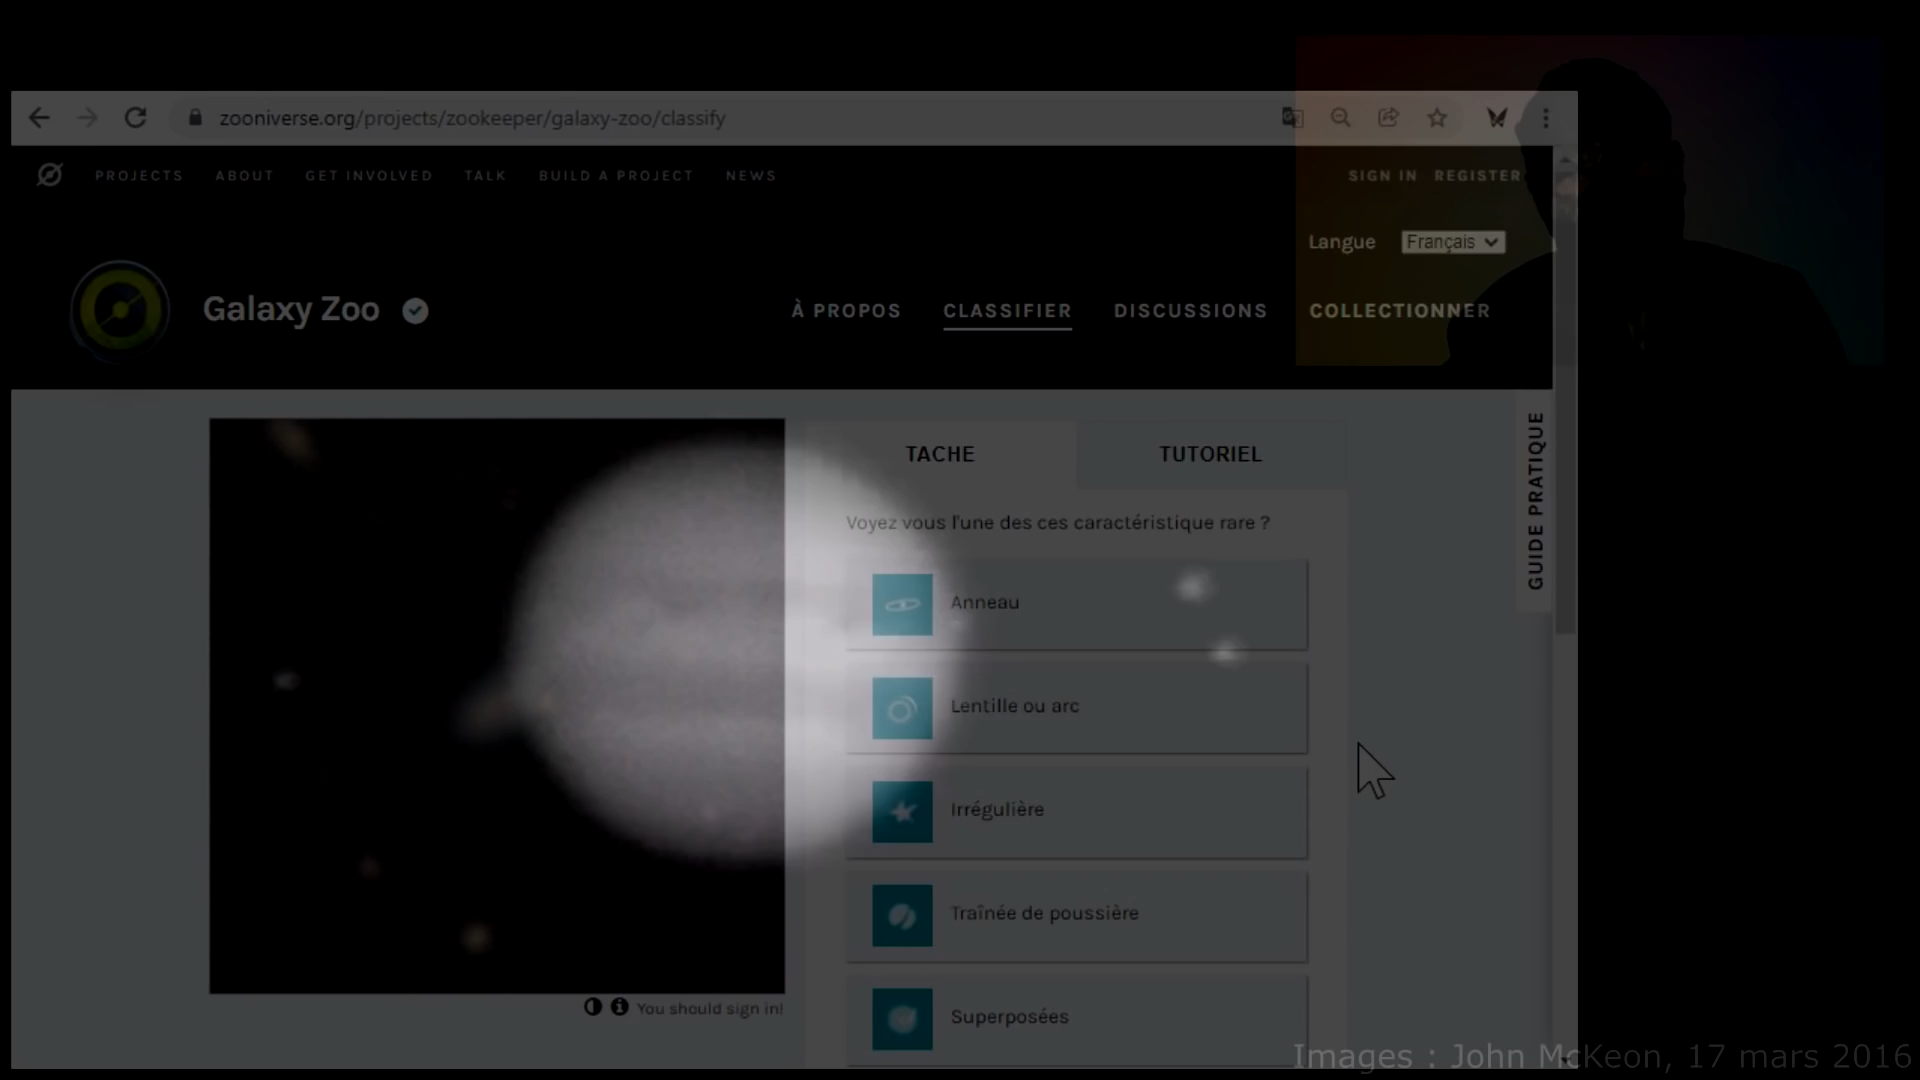 zooniverse.org/projects/zookeeper/galaxy-zoo/classify
PROJECTS ABOUT GET INVOLVED TALK BUILD A PROJECT NEWS SIGN IN REGISTER
Langue Français
Galaxy Zoo À PROPOS CLASSIFIER DISCUSSIONS COLLECTIONNER
TACHE TUTORIEL
GUIDE PRATIQUE
Voyez vous l'une des ces caractéristique rare ?
Anneau
Lentille ou arc
Irrégulière
Traînée de poussière
Superposées
You should sign in!
Images : John McKeon, 17 mars 2016